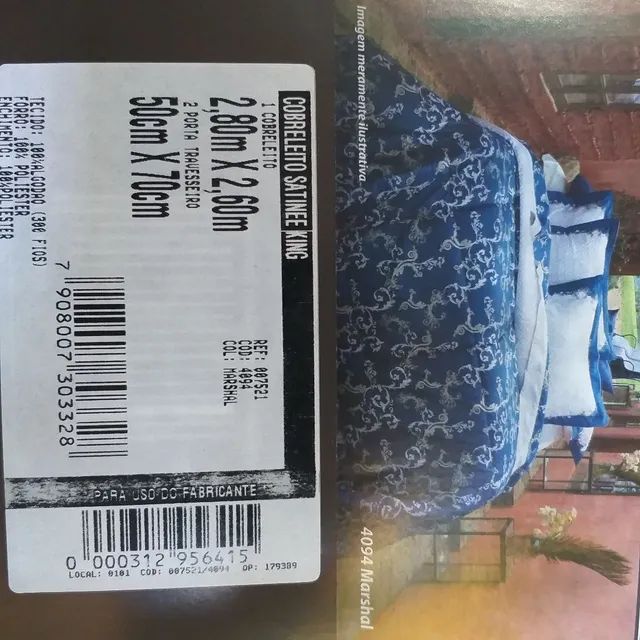 COBRELEITO SATINEE KING
1 COBRELEITO
2,80m X 2,60m
2 PORTA TRAVESSEIRO
50cm X 70cm
REF: 007521
COD: 4094
COL: MARSHAL
TECIDO: 100%ALGODAO (300 FIOS)
FORRO: 100% POLIESTER
ENCHIMENTO: 100%POLIESTER
7 908007 303328
PARA USO DO FABRICANTE
0 000312 956415
LOCAL: 0101 COD: 007521/4094 OP: 179389
Imagem meramente ilustrativa
4094 Marshal